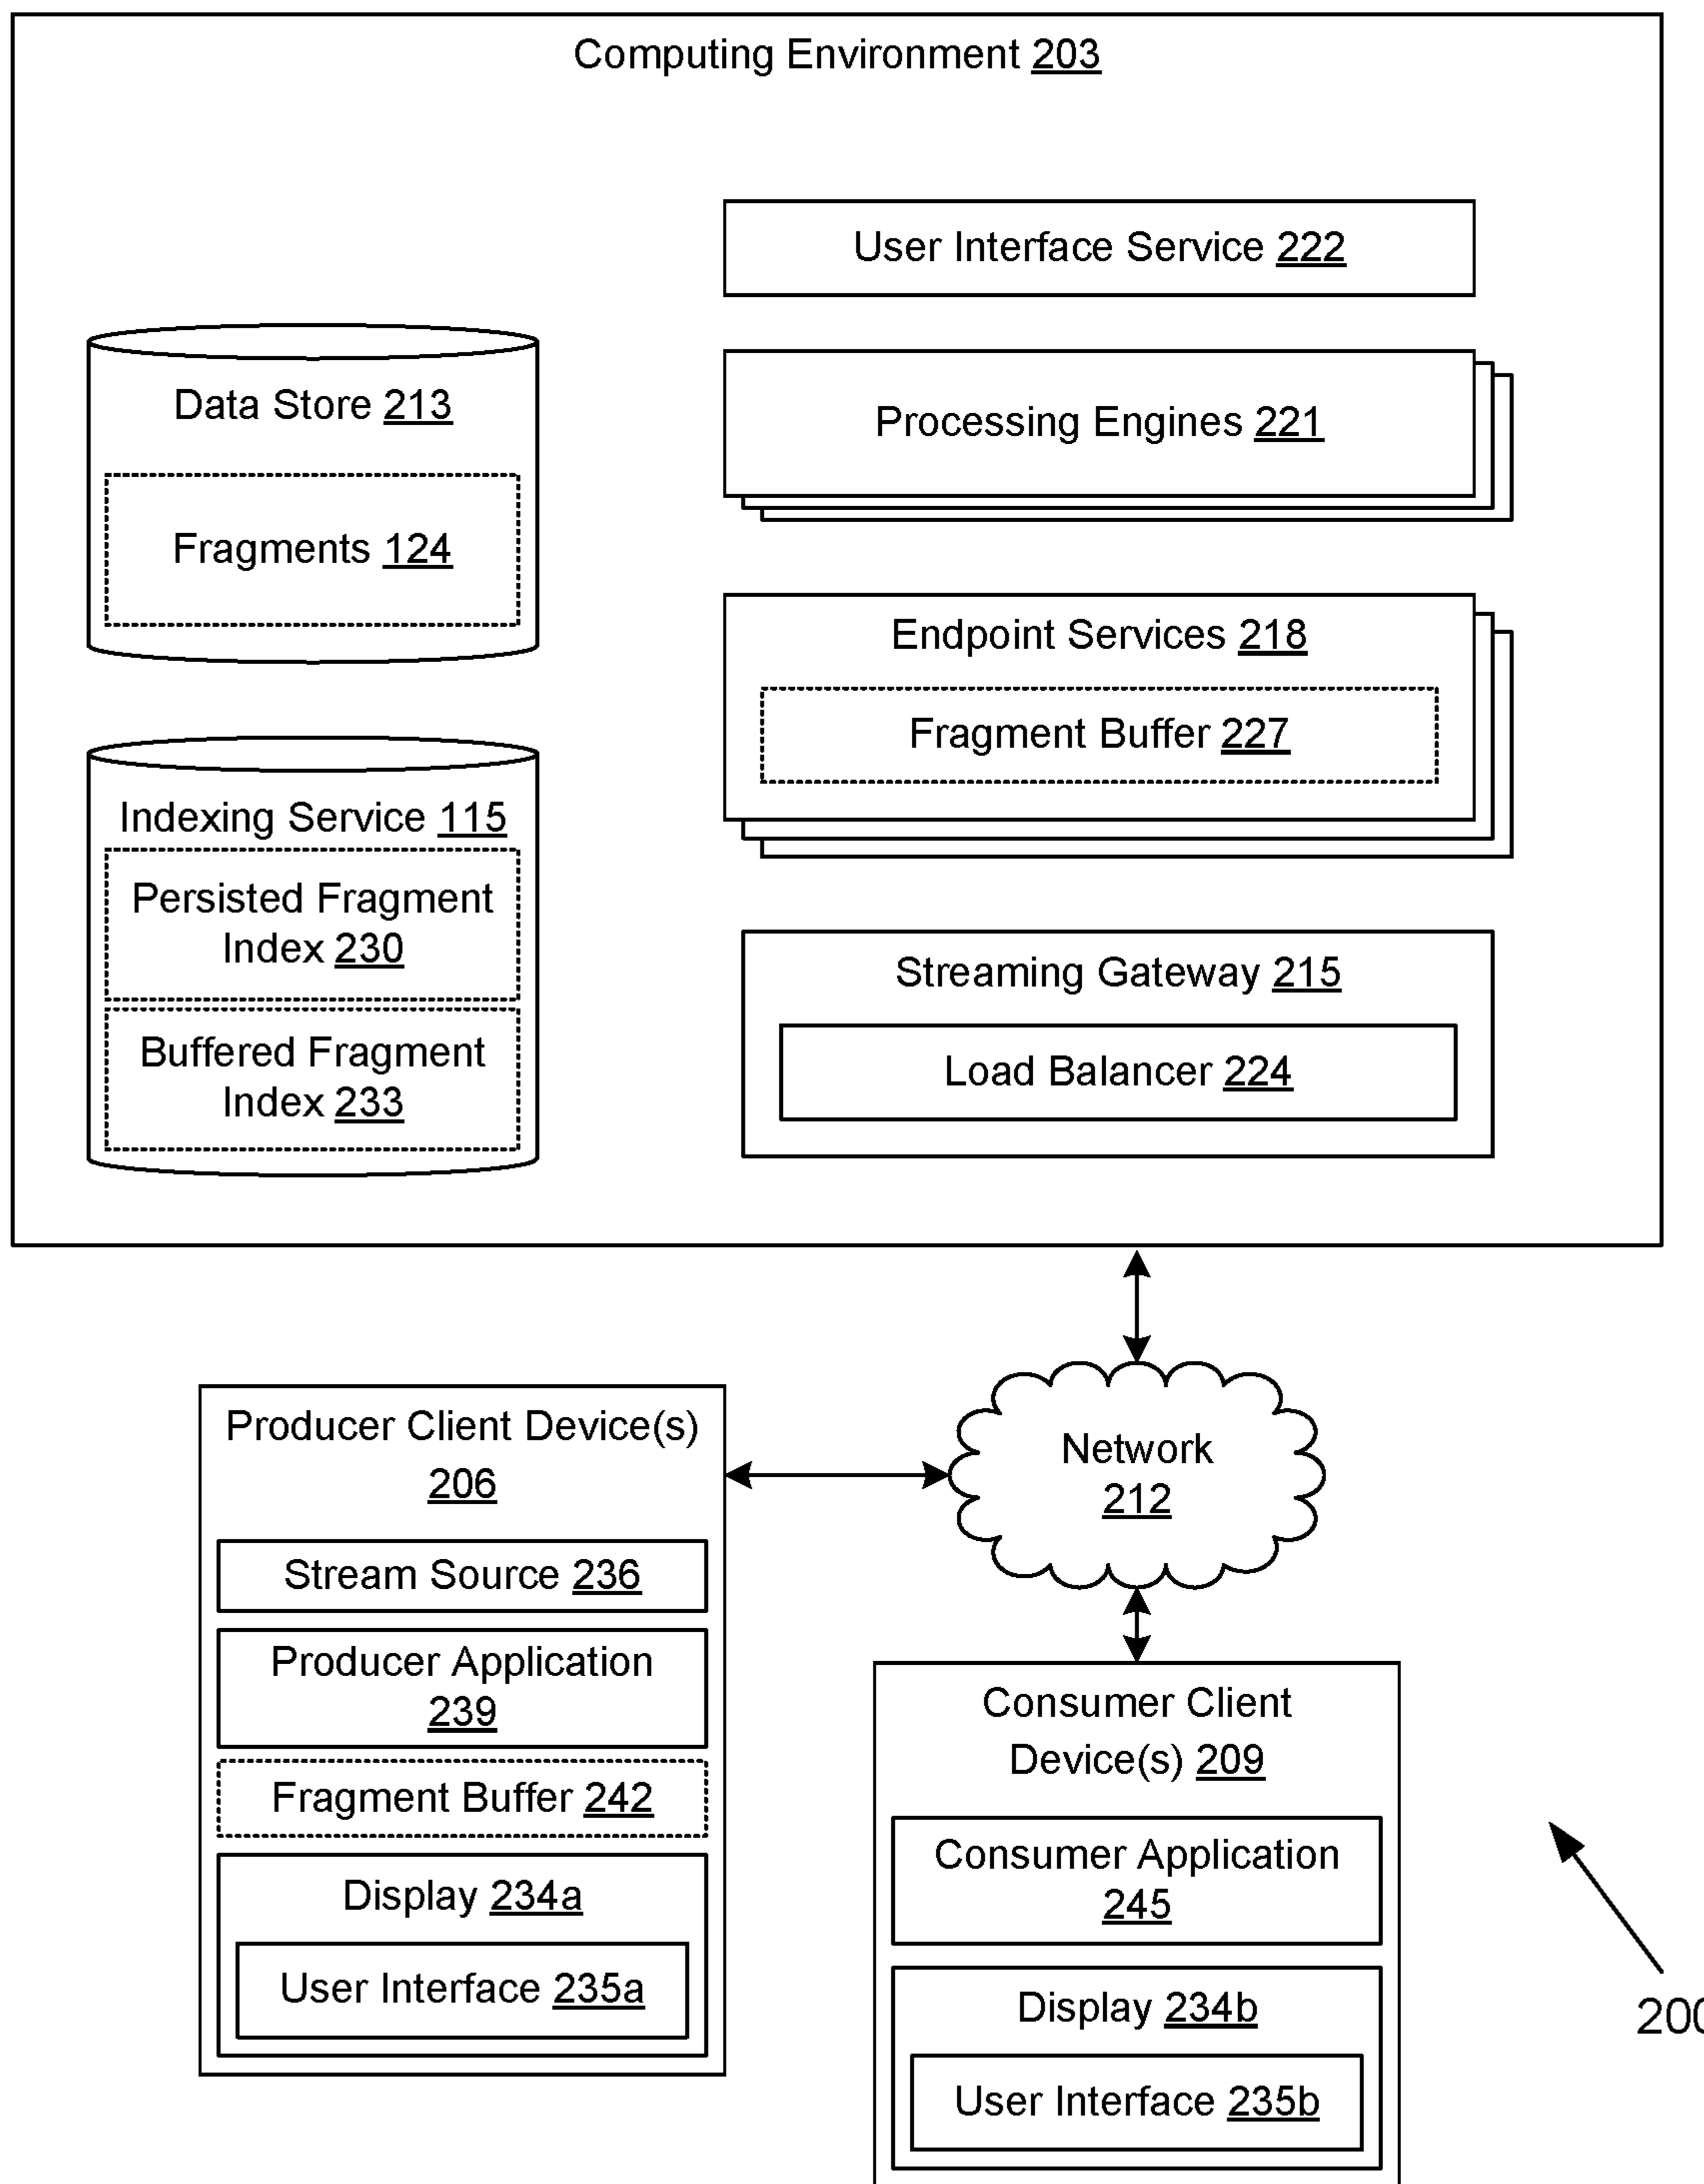 Computing Environment 203
User Interface Service 222
Data Store 213
Processing Engines 221
Fragments 124
Endpoint Services 218
Fragment Buffer 227
Indexing Service 115
Persisted Fragment
Index 230
Buffered Fragment
Index 233
Streaming Gateway 215
Load Balancer 224
Producer Client Device(s)
206
Stream Source 236
Producer Application
239
Fragment Buffer 242
Display 234a
User Interface 235a
Network
212
Consumer Client
Device(s) 209
Consumer Application
245
Display 234b
User Interface 235b
200